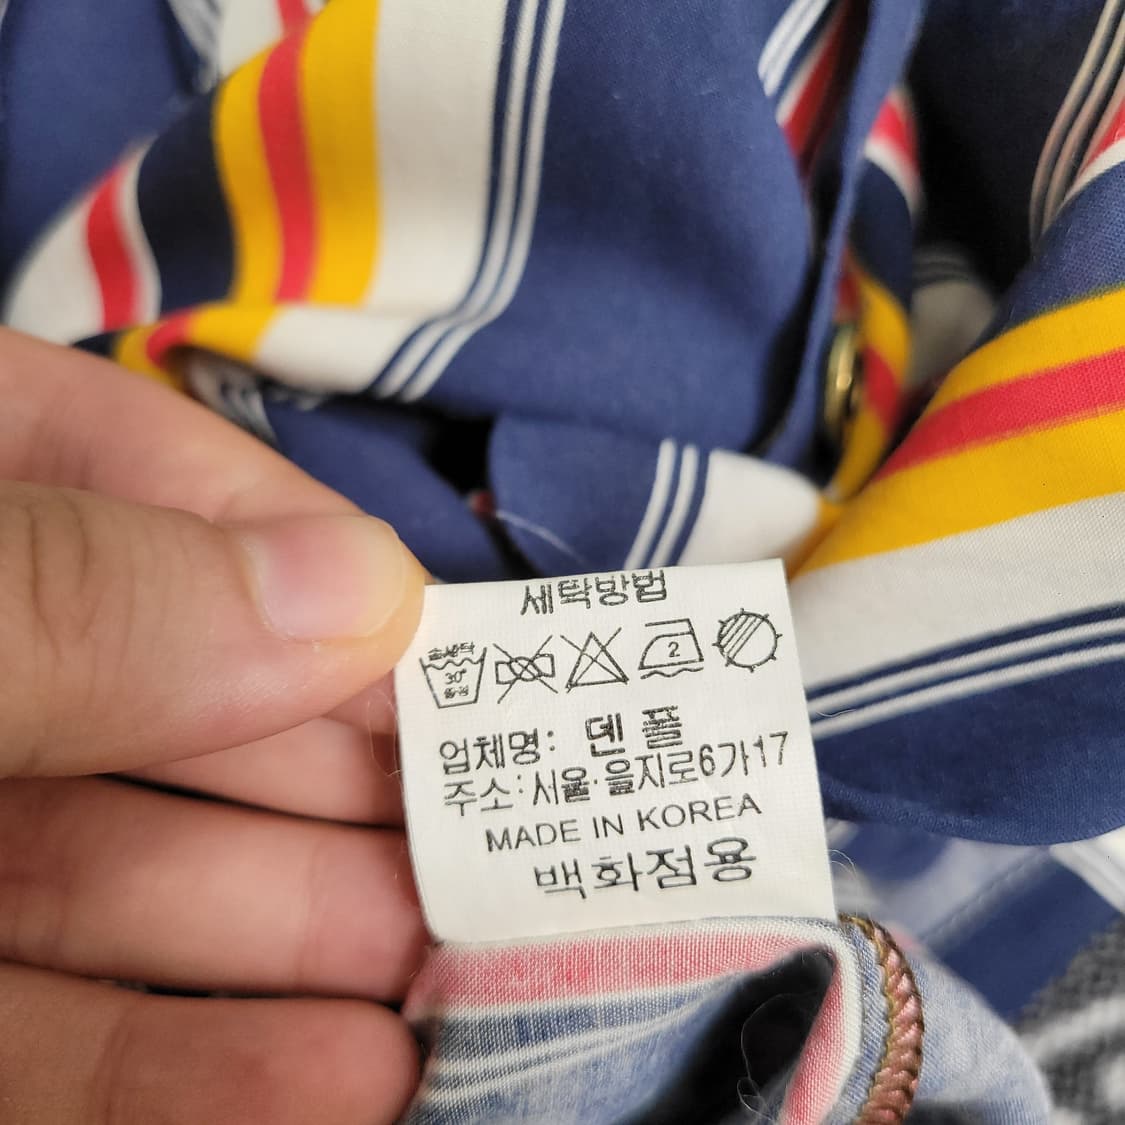 세탁방법
손세탁
30°
중성
2
업체명: 덴 폴
주소: 서울·을지로6가17
MADE IN KOREA
백화점용